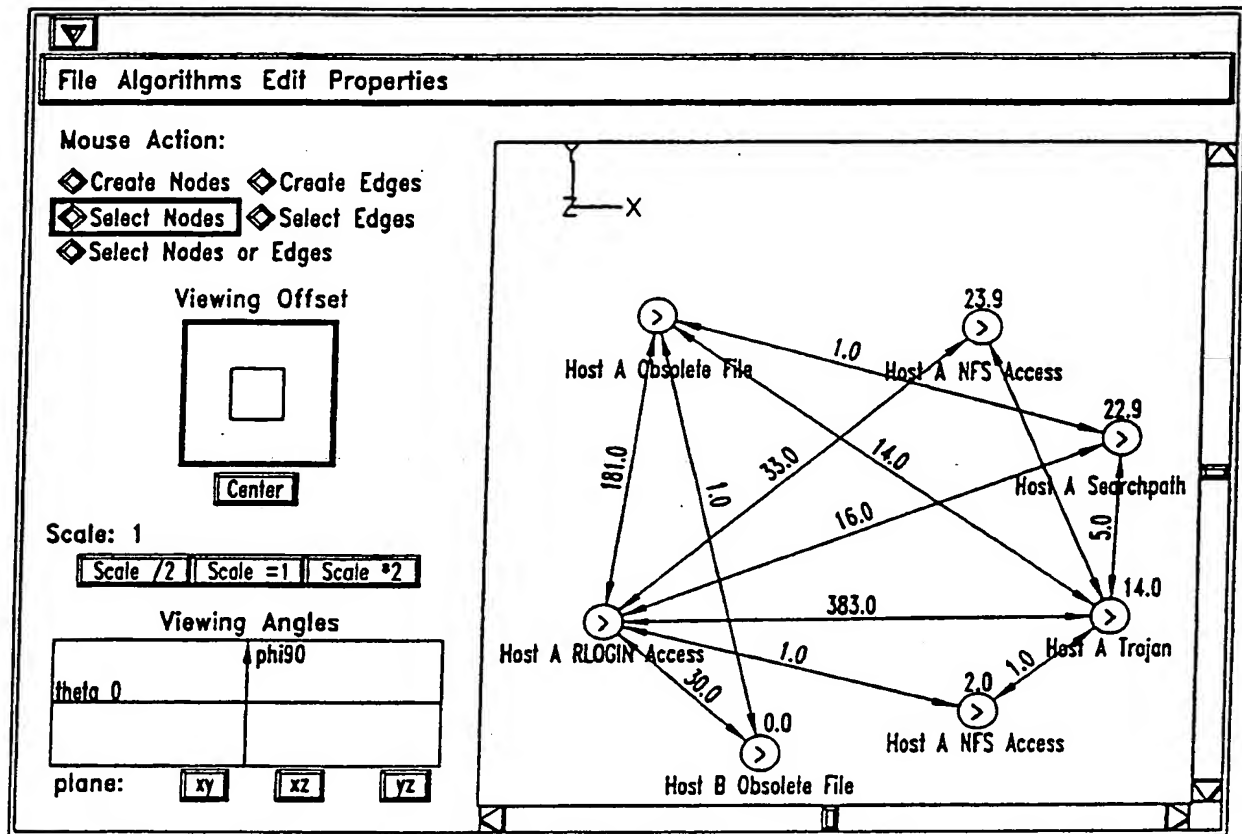 File Algorithms Edit Properties
Mouse Action:
Create Nodes Create Edges
Select Nodes Select Edges
Select Nodes or Edges
Viewing Offset
Center
Scale: 1
Scale /2 Scale =1 Scale *2
Viewing Angles
phi90
theta 0
plane: xy xz yz
Y
Z X
>
Host A Obsolete File
23.9
>
Host A NFS Access
1.0
22.9
>
Host A Searchpath
181.0
1.0
33.0
14.0
16.0
5.0
>
Host A RLOGIN Access
383.0
14.0
>
Host A Trojan
1.0
1.0
30.0
2.0
>
Host A NFS Access
0.0
>
Host B Obsolete File